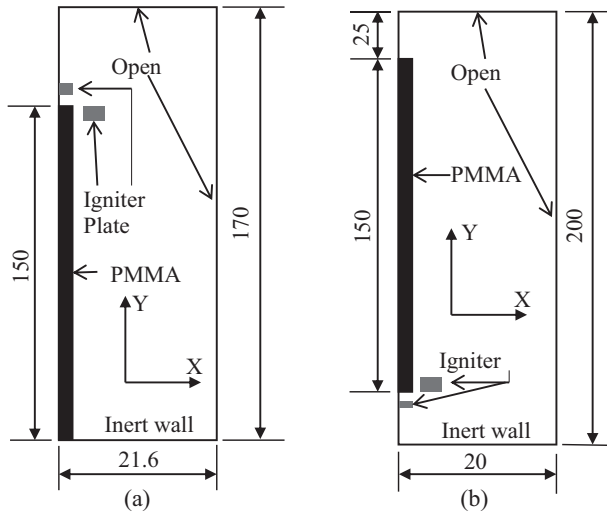 Open
Igniter
Plate
150
170
PMMA
Y
X
Inert wall
21.6
(a)
25
Open
PMMA
150
200
Y
X
Igniter
Inert wall
20
(b)